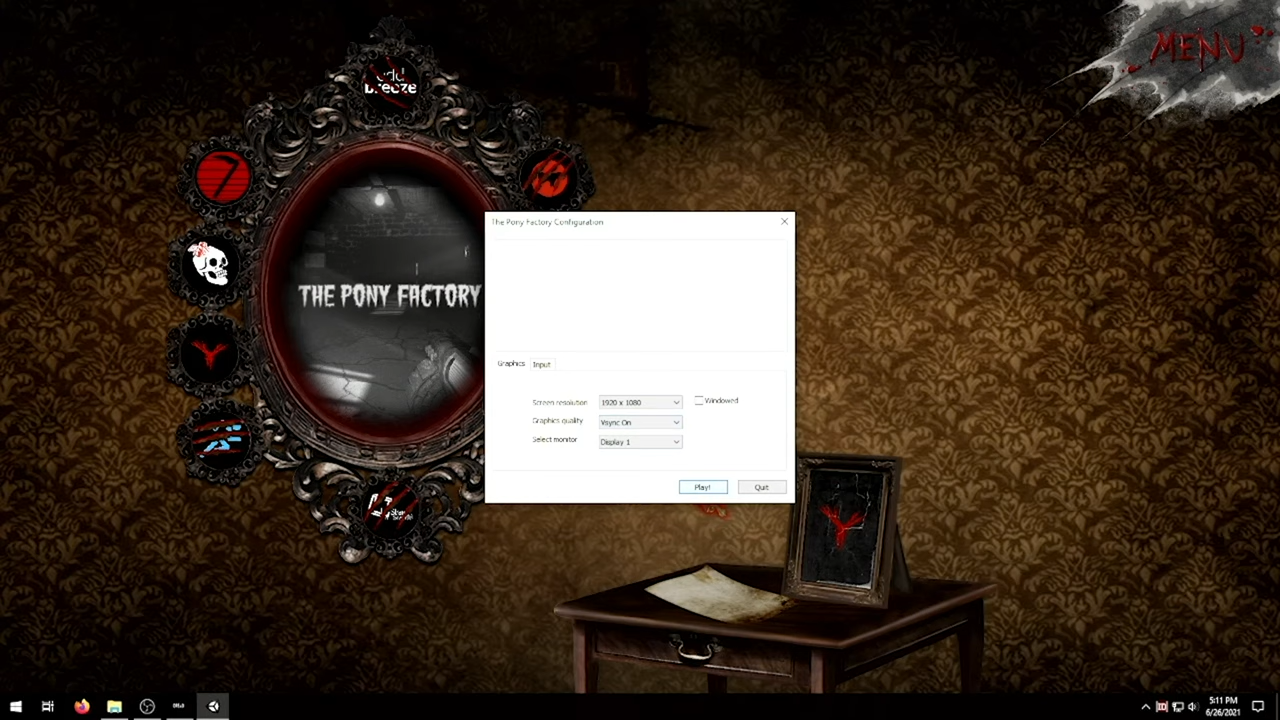 MENU
breeze
THE PONY FACTORY
The Pony Factory Configuration
Graphics
Input
Screen resolution
1920 x 1080
Windowed
Graphics quality
Vsync On
Select monitor
Display 1
Play!
Quit
5:11 PM
6/26/2021